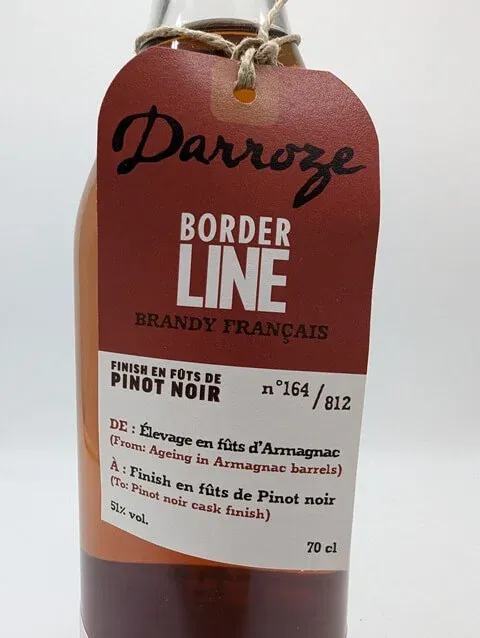 Darroze
BORDER
LINE
BRANDY FRANÇAIS
FINISH EN FÛTS DE
PINOT NOIR
n°164/812
DE : Élevage en fûts d'Armagnac
(From: Ageing in Armagnac barrels)
À : Finish en fûts de Pinot noir
(To: Pinot noir cask finish)
51% vol.
70 cl